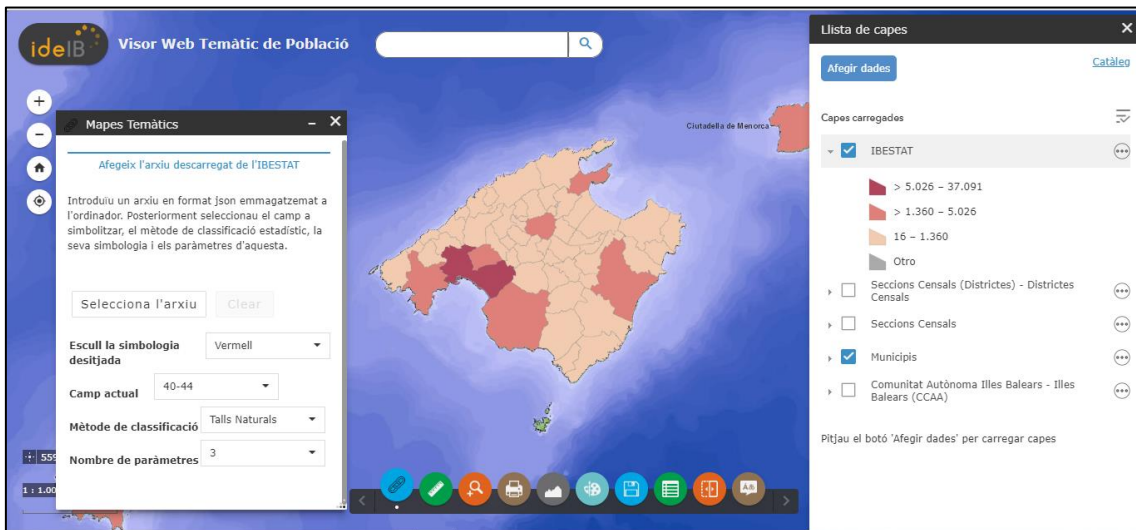 ideIB
Visor Web Temàtic de Població
Mapes Temàtics
Afegeix l'arxiu descarregat de l'IBESTAT
Introduïu un arxiu en format json emmagatzemat a
l'ordinador. Posteriorment seleccionau el camp a
simbolitzar, el mètode de classificació estadístic, la
seva simbologia i els paràmetres d'aquesta.
Selecciona l'arxiu
Clear
Escull la simbologia
desitjada
Vermell
Camp actual
40-44
Mètode de classificació
Talls Naturals
Nombre de paràmetres
3
1 : 1.00
Ciutadella de Menorca
Llista de capes
Afegir dades
Catàleg
Capes carregades
IBESTAT
> 5.026 – 37.091
> 1.360 – 5.026
16 – 1.360
Otro
Seccions Censals (Districtes) - Districtes
Censals
Seccions Censals
Municipis
Comunitat Autònoma Illes Balears - Illes
Balears (CCAA)
Pitjau el botó 'Afegir dades' per carregar capes